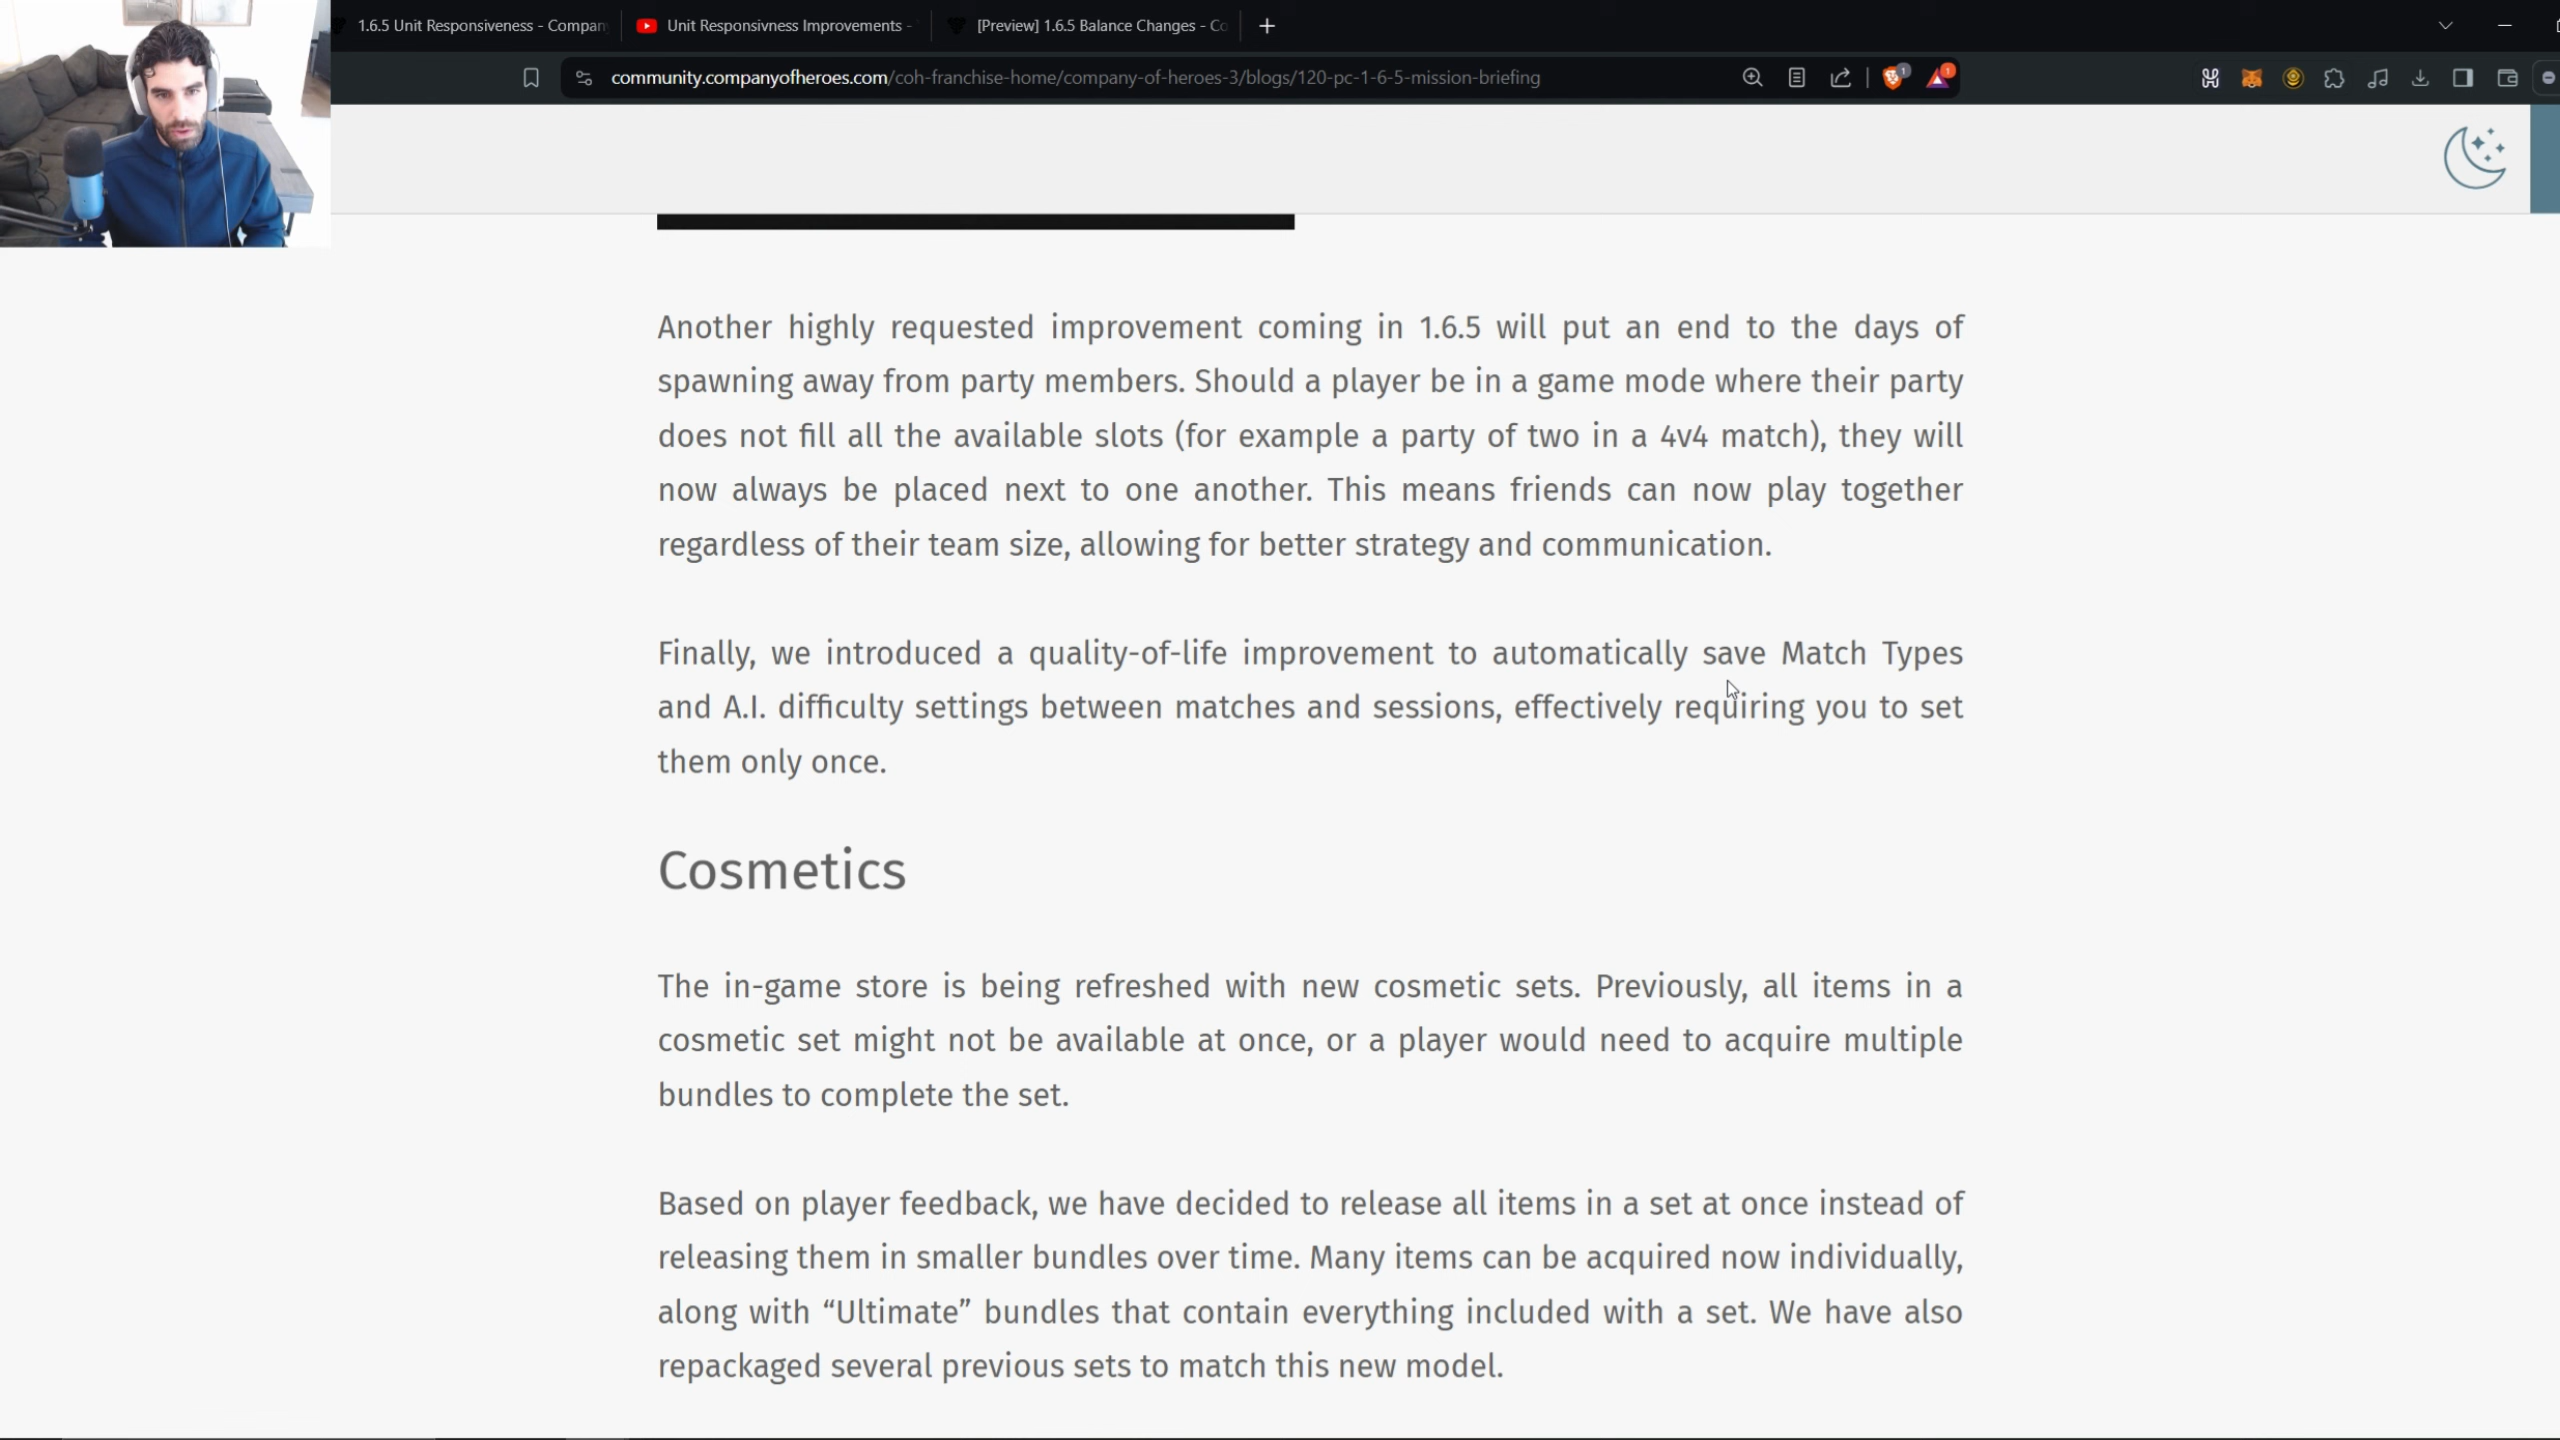 1.6.5 Unit Responsiveness - Compan
Unit Responsivness Improvements -
[Preview] 1.6.5 Balance Changes - Co
community.companyofheroes.com/coh-franchise-home/company-of-heroes-3/blogs/120-pc-1-6-5-mission-briefing
1
1
Another highly requested improvement coming in 1.6.5 will put an end to the days of
spawning away from party members. Should a player be in a game mode where their party
does not fill all the available slots (for example a party of two in a 4v4 match), they will
now always be placed next to one another. This means friends can now play together
regardless of their team size, allowing for better strategy and communication.
Finally, we introduced a quality-of-life improvement to automatically save Match Types
and A.I. difficulty settings between matches and sessions, effectively requiring you to set
them only once.
Cosmetics
The in-game store is being refreshed with new cosmetic sets. Previously, all items in a
cosmetic set might not be available at once, or a player would need to acquire multiple
bundles to complete the set.
Based on player feedback, we have decided to release all items in a set at once instead of
releasing them in smaller bundles over time. Many items can be acquired now individually,
along with “Ultimate” bundles that contain everything included with a set. We have also
repackaged several previous sets to match this new model.